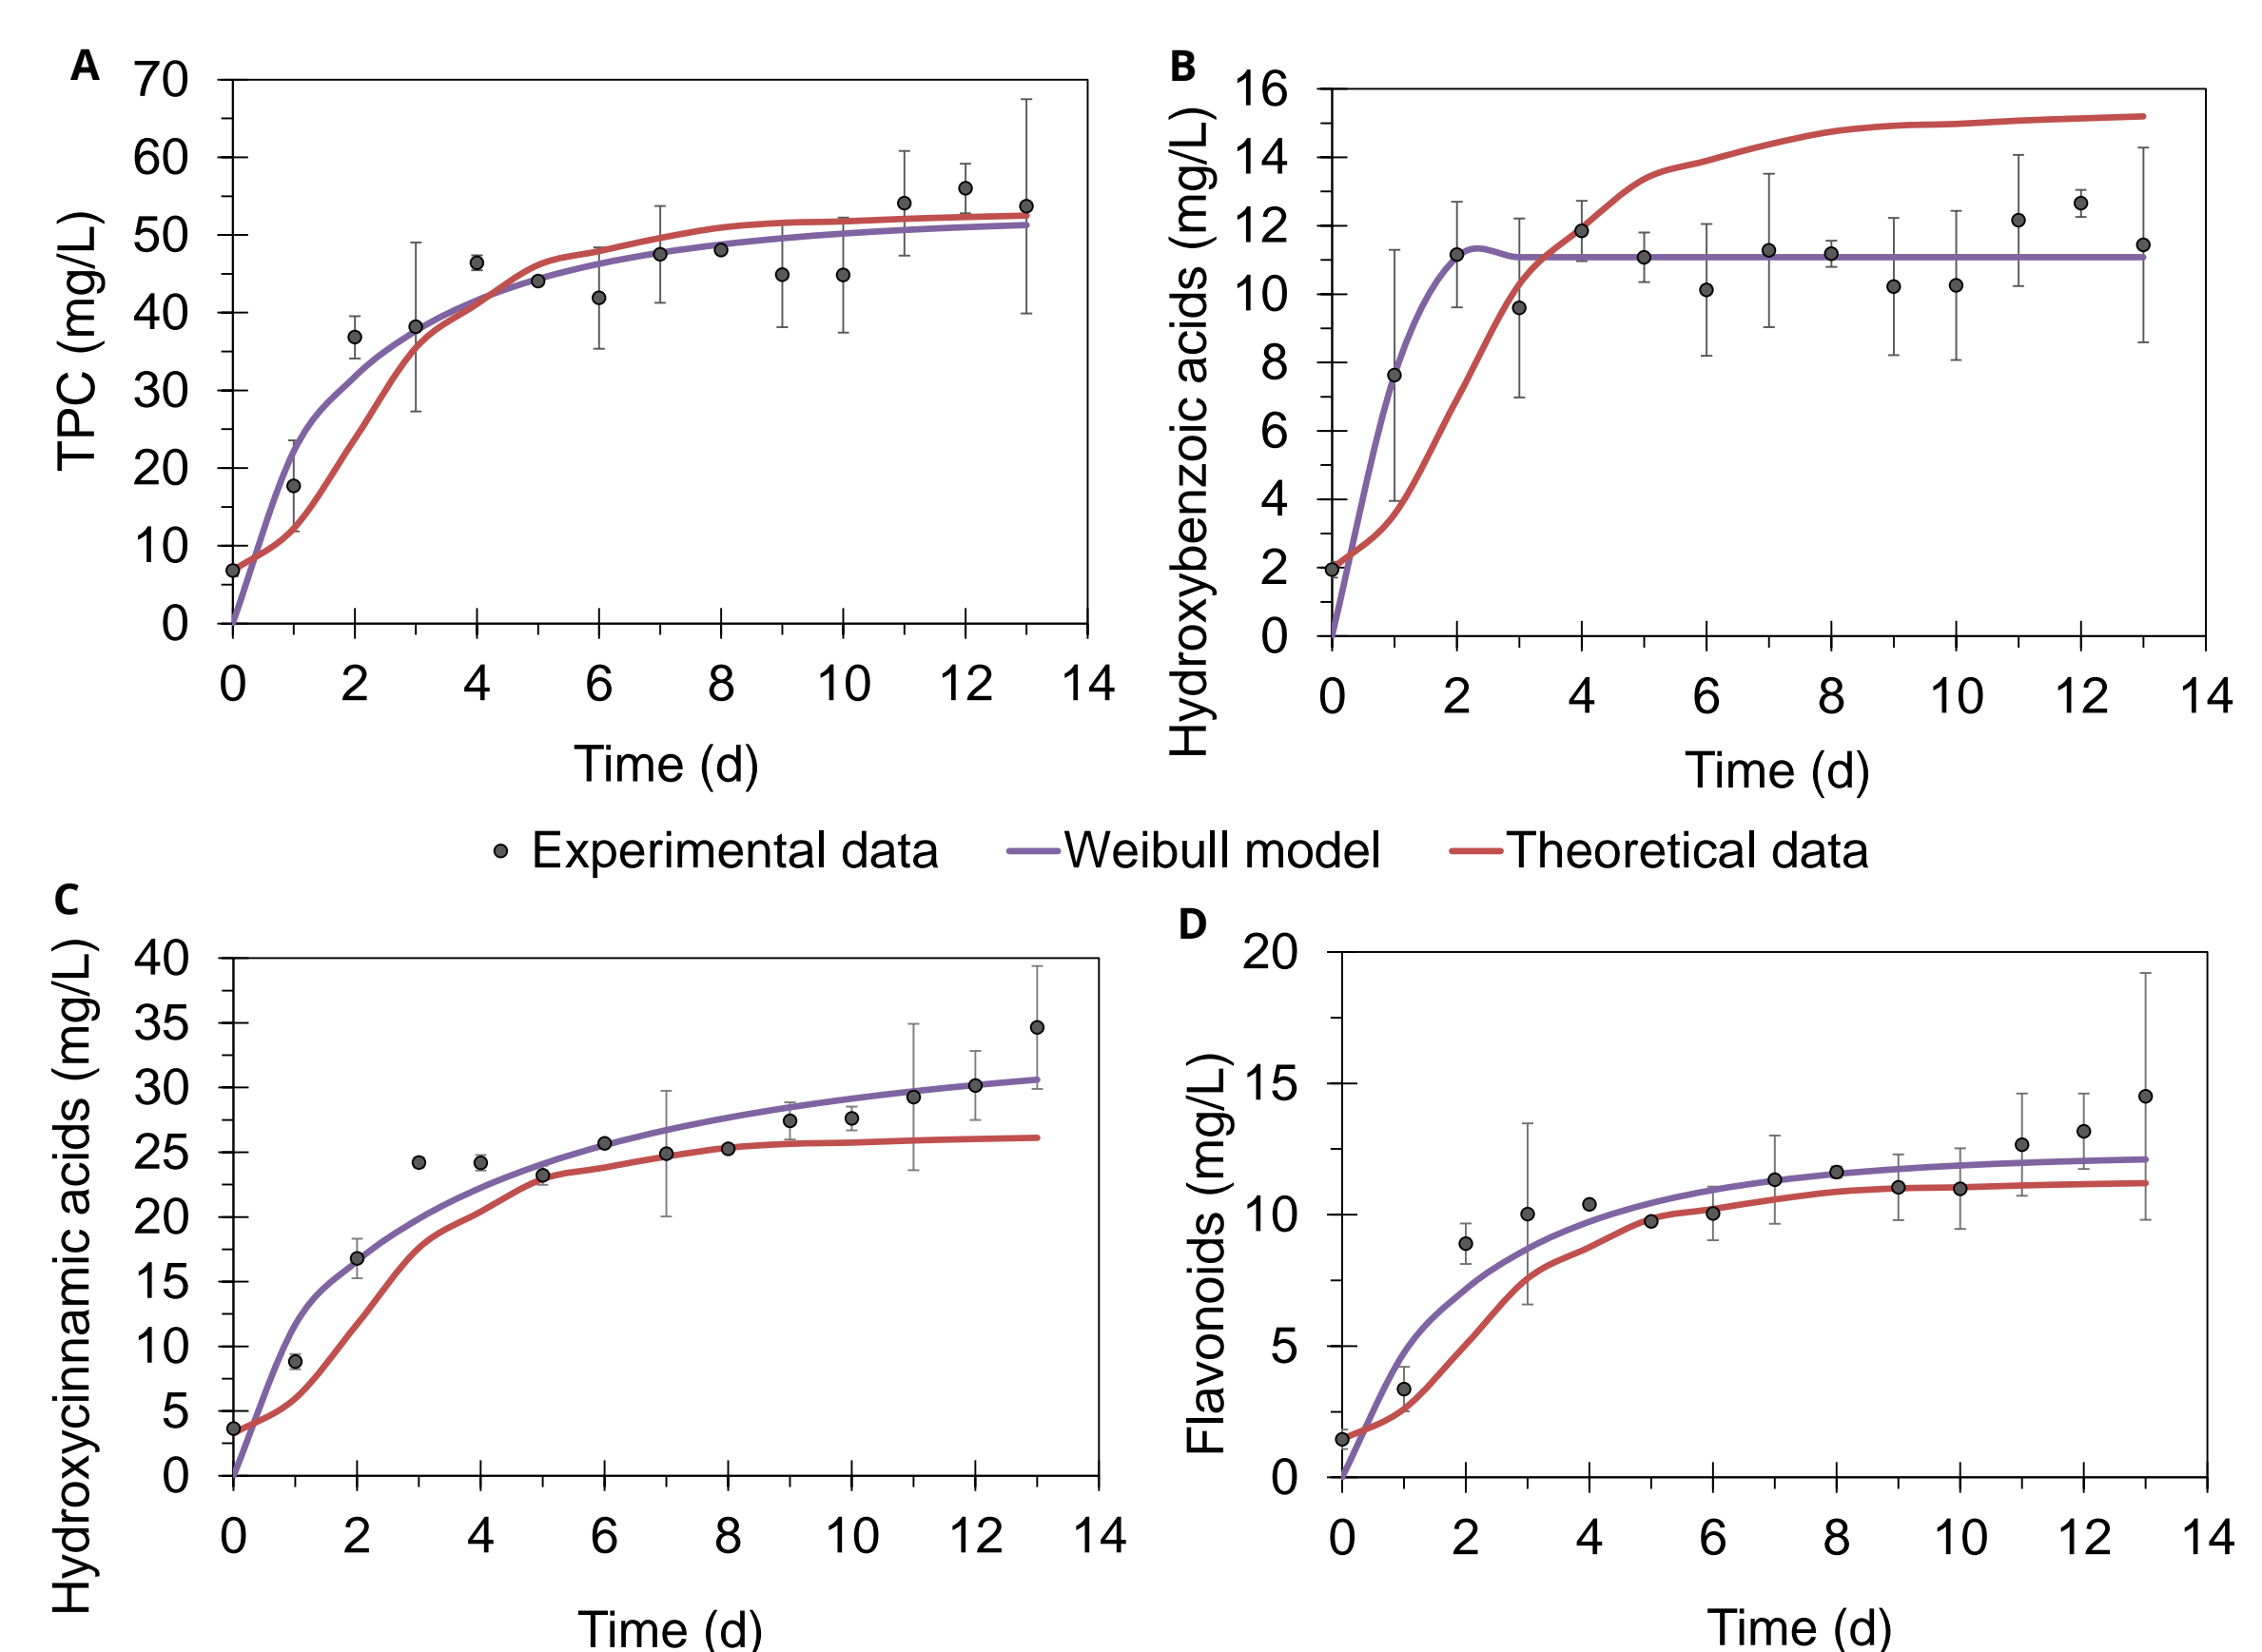 A
TPC (mg/L)
70
60
50
40
30
20
10
0
0 2 4 6 8 10 12 14
Time (d)
B
Hydroxybenzoic acids (mg/L)
16
14
12
10
8
6
4
2
0
0 2 4 6 8 10 12 14
Time (d)
Experimental data Weibull model Theoretical data
C
Hydroxycinnamic acids (mg/L)
40
35
30
25
20
15
10
5
0
0 2 4 6 8 10 12 14
Time (d)
D
Flavonoids (mg/L)
20
15
10
5
0
0 2 4 6 8 10 12 14
Time (d)